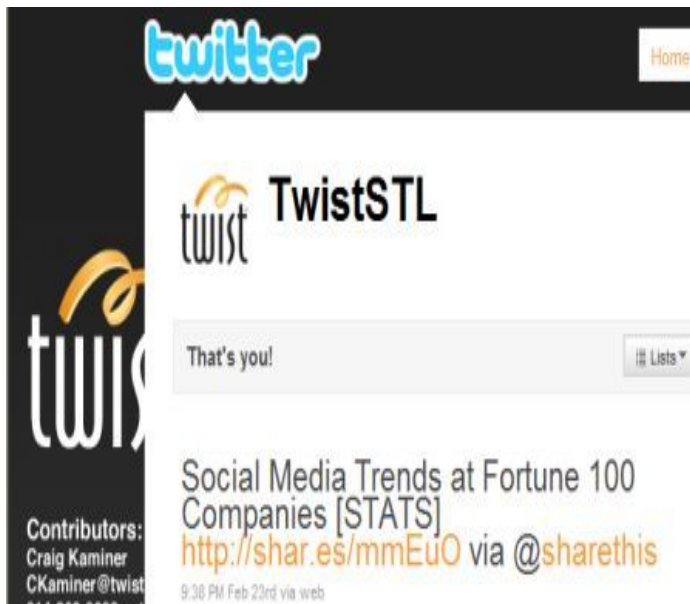 twitter
Home
twist
TwistSTL
That's you!
Lists
Social Media Trends at Fortune 100
Companies [STATS]
http://shar.es/mmEuO via @sharethis
9:38 PM Feb 23rd via web
twis
Contributors:
Craig Kaminer
CKaminer@twist